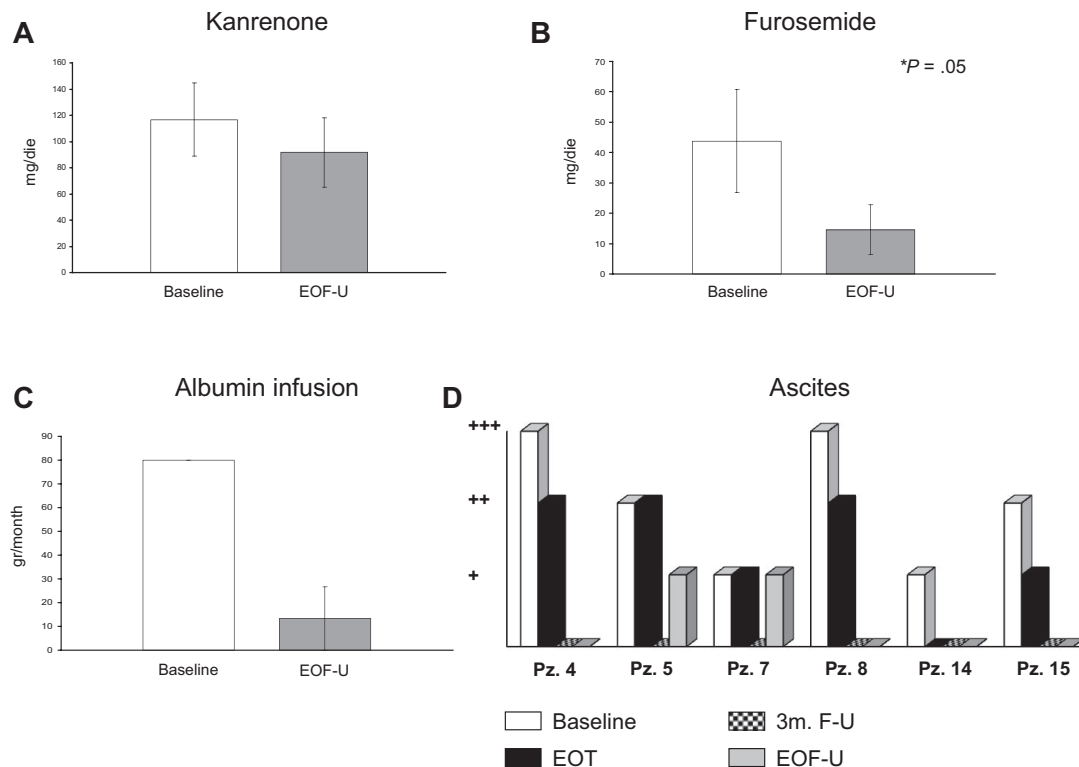 A
Kanrenone
mg/die
160
140
120
100
80
60
40
20
0
Baseline
EOF-U
B
Furosemide
*P = .05
mg/die
70
60
50
40
30
20
10
0
Baseline
EOF-U
C
Albumin infusion
gr/month
90
80
70
60
50
40
30
20
10
0
Baseline
EOF-U
D
Ascites
+++
++
+
Pz. 4
Pz. 5
Pz. 7
Pz. 8
Pz. 14
Pz. 15
Baseline
3m. F-U
EOT
EOF-U